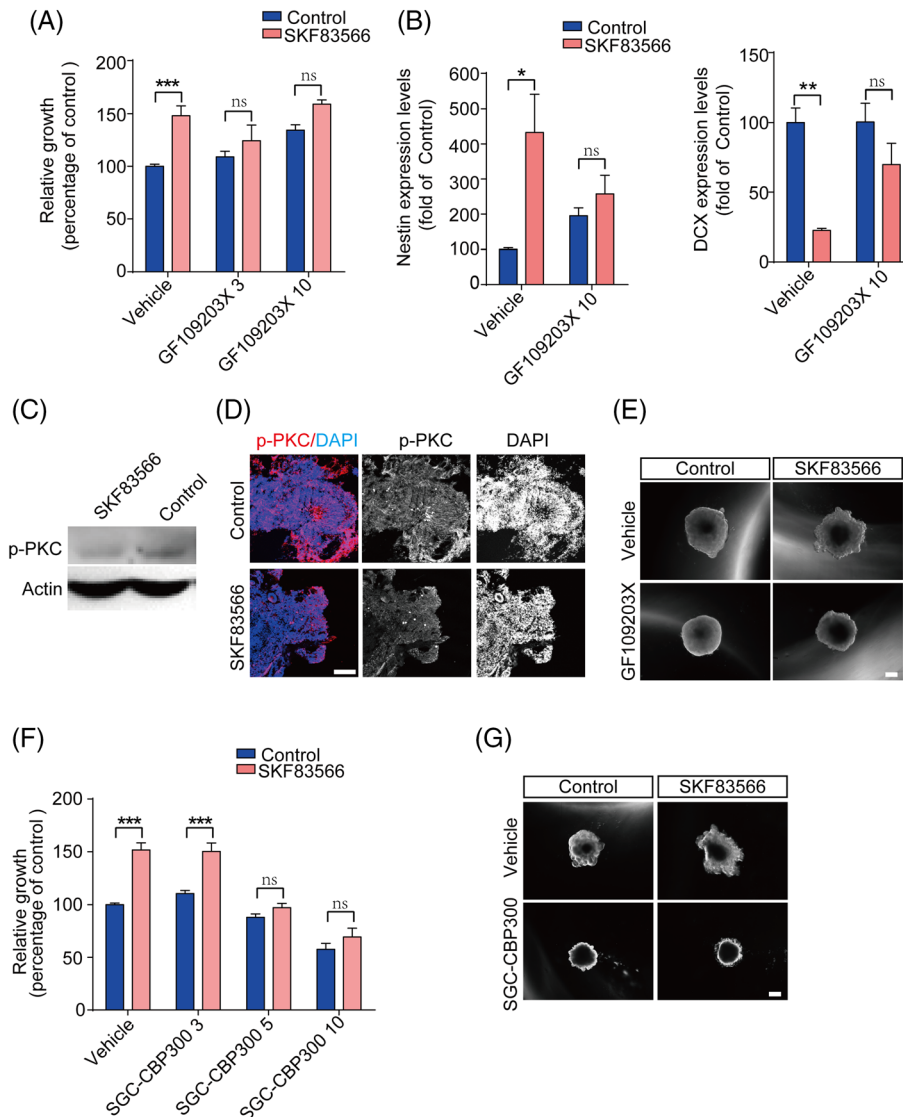 (A)
Control
SKF83566
Relative growth
(percentage of control )
200
150
100
50
0
***
ns
ns
Vehicle
GF109203X 3
GF109203X 10
(B)
Control
SKF83566
Nestin expression levels
(fold of Control)
600
500
400
300
200
100
0
*
ns
Vehicle
GF109203X 10
DCX expression levels
(fold of Control)
150
100
50
0
**
ns
Vehicle
GF109203X 10
(C)
SKF83566
Control
p-PKC
Actin
(D)
p-PKC/DAPI
p-PKC
DAPI
Control
SKF83566
(E)
Control
SKF83566
Vehicle
GF109203X
(F)
Control
SKF83566
Relative growth
(percentage of control )
200
150
100
50
0
***
***
ns
ns
Vehicle
SGC-CBP300 3
SGC-CBP300 5
SGC-CBP300 10
(G)
Control
SKF83566
Vehicle
SGC-CBP300